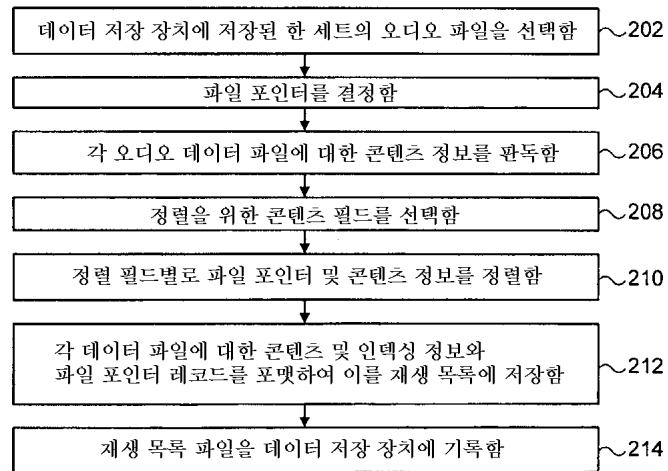 데이터 저장 장치에 저장된 한 세트의 오디오 파일을 선택함 202
파일 포인터를 결정함 204
각 오디오 데이터 파일에 대한 콘텐츠 정보를 판독함 206
정렬을 위한 콘텐츠 필드를 선택함 208
정렬 필드별로 파일 포인터 및 콘텐츠 정보를 정렬함 210
각 데이터 파일에 대한 콘텐츠 및 인덱싱 정보와
파일 포인터 레코드를 포맷하여 이를 재생 목록에 저장함 212
재생 목록 파일을 데이터 저장 장치에 기록함 214